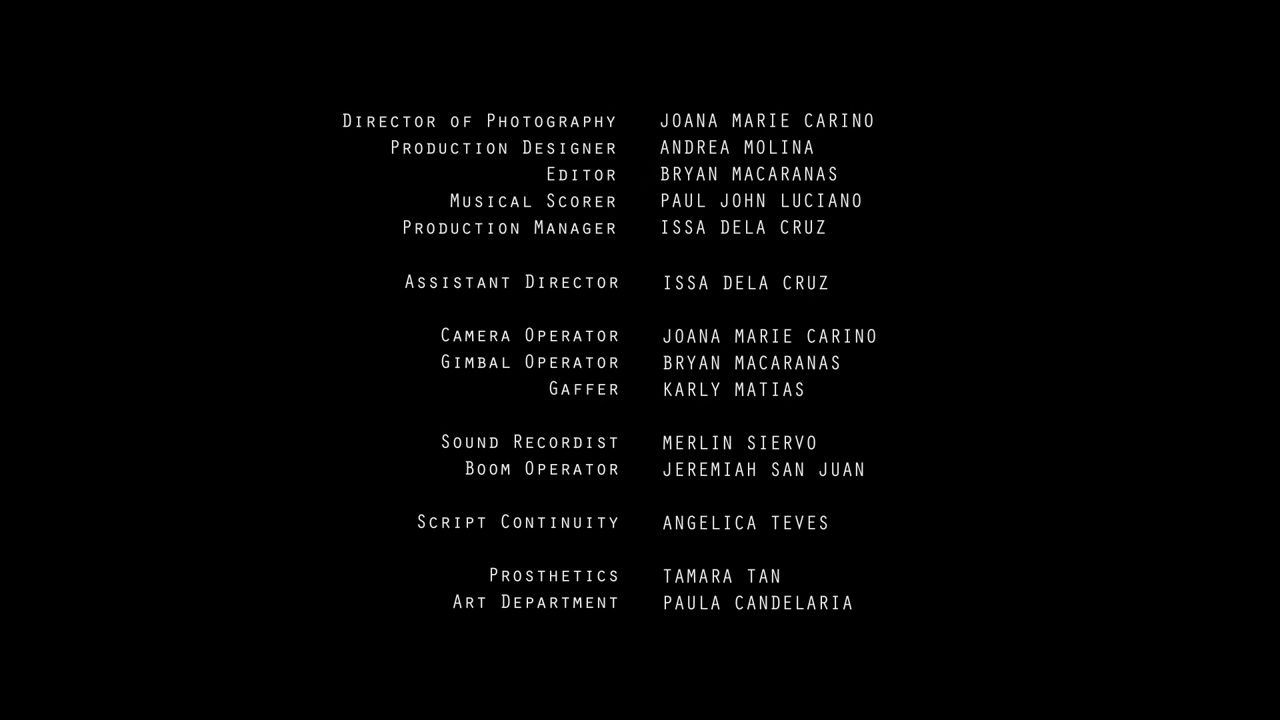 Director of Photography JOANA MARIE CARINO
Production Designer ANDREA MOLINA
Editor BRYAN MACARANAS
Musical Scorer PAUL JOHN LUCIANO
Production Manager ISSA DELA CRUZ
Assistant Director ISSA DELA CRUZ
Camera Operator JOANA MARIE CARINO
Gimbal Operator BRYAN MACARANAS
Gaffer KARLY MATIAS
Sound Recordist MERLIN SIERVO
Boom Operator JEREMIAH SAN JUAN
Script Continuity ANGELICA TEVES
Prosthetics TAMARA TAN
Art Department PAULA CANDELARIA